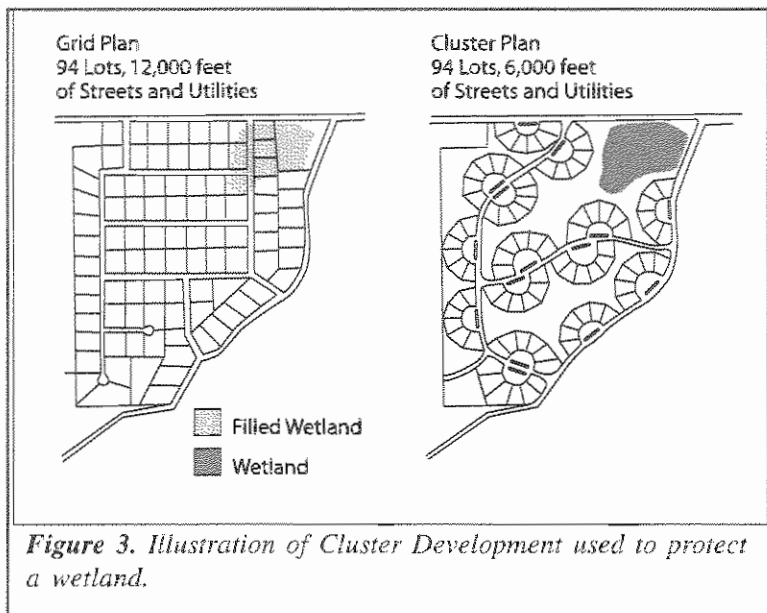 Grid Plan
94 Lots, 12,000 feet
of Streets and Utilities
Cluster Plan
94 Lots, 6,000 feet
of Streets and Utilities
Filled Wetland
Wetland
Figure 3. Illustration of Cluster Development used to protect
a wetland.